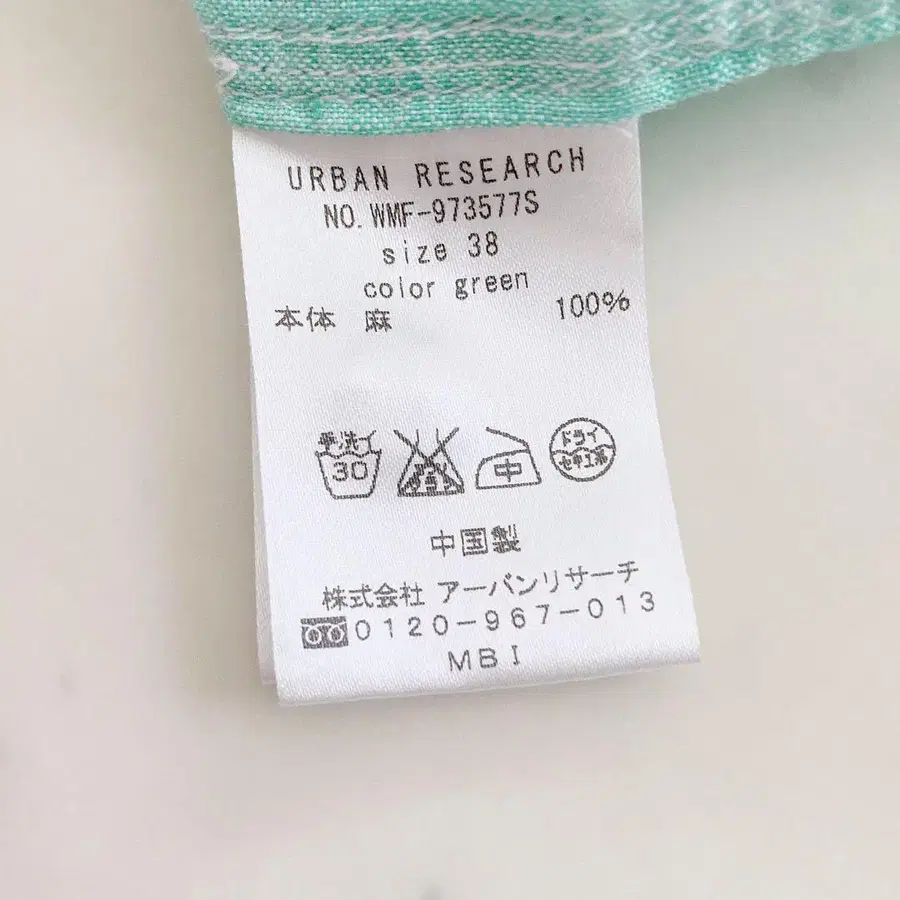 URBAN RESEARCH
NO. WMF-973577S
size 38
color green
本体 麻 100%
手洗イ
30
中
ドライ
セキユ系
中国製
株式会社 アーバンリサーチ
0120-967-013
MBI